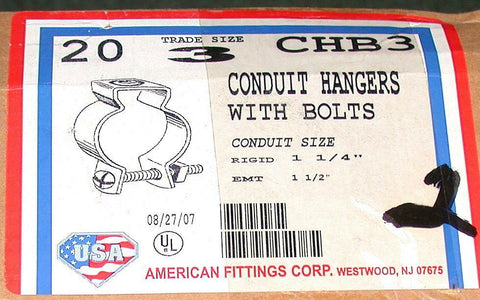 20 TRADE SIZE 3 CHB3
CONDUIT HANGERS
WITH BOLTS
CONDUIT SIZE
RIGID 1 1/4"
EMT 1 1/2"
08/27/07
UL
USA
AMERICAN FITTINGS CORP. WESTWOOD, NJ 07675